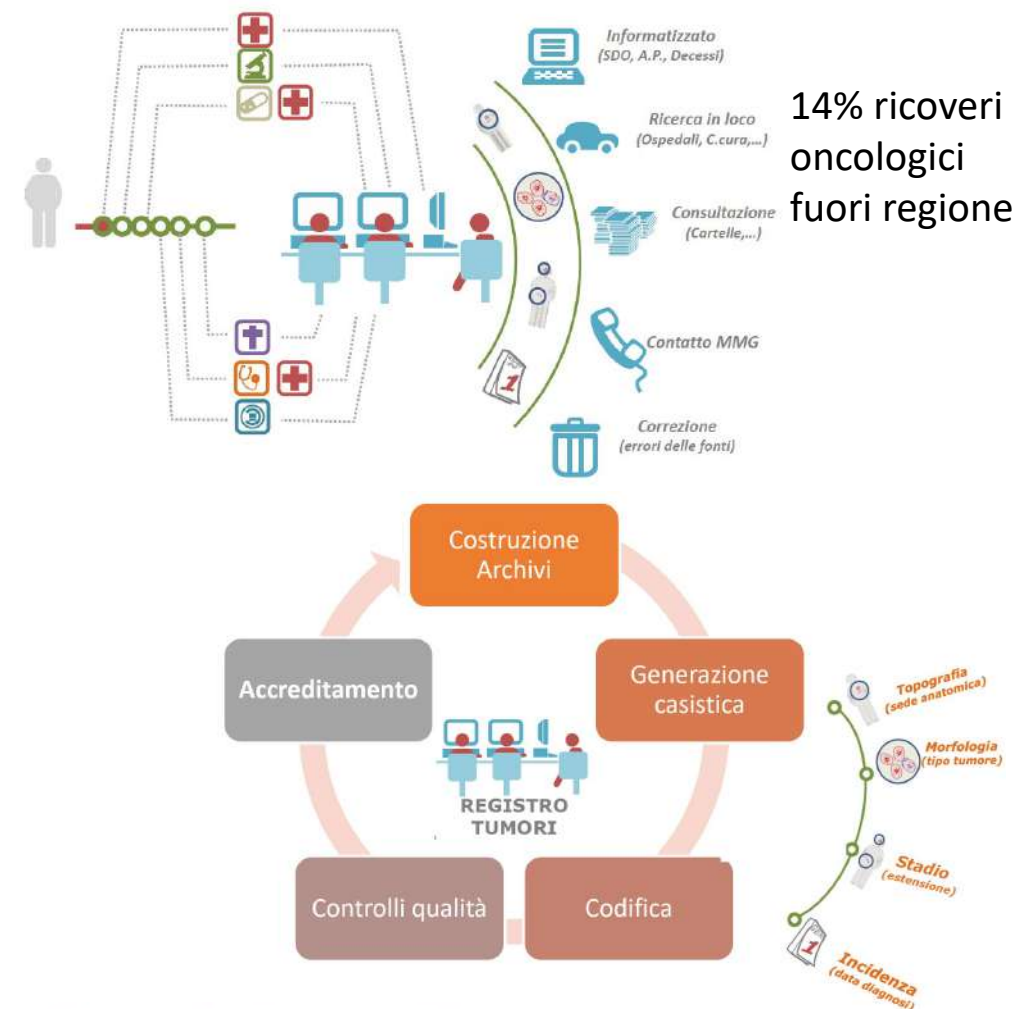 Informatizzato
(SDO, A.P., Decessi)
Ricerca in loco
(Ospedali, C.cura,...)
Consultazione
(Cartelle,...)
Contatto MMG
Correzione
(errori delle fonti)
14% ricoveri
oncologici
fuori regione
1
Costruzione
Archivi
Generazione
casistica
Codifica
Controlli qualità
Accreditamento
REGISTRO
TUMORI
Topografia
(sede anatomica)
Morfologia
(tipo tumore)
Stadio
(estensione)
1
Incidenza
(data diagnosi)